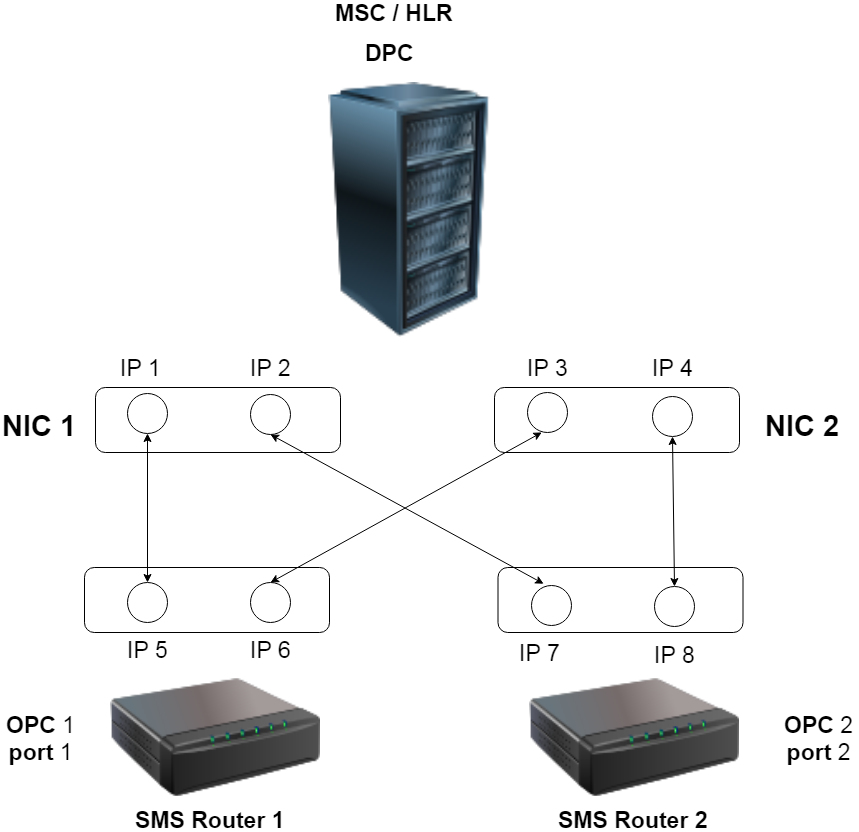 MSC / HLR
DPC
IP 1
IP 2
IP 3
IP 4
NIC 1
NIC 2
IP 5
IP 6
IP 7
IP 8
OPC 1
port 1
OPC 2
port 2
SMS Router 1
SMS Router 2